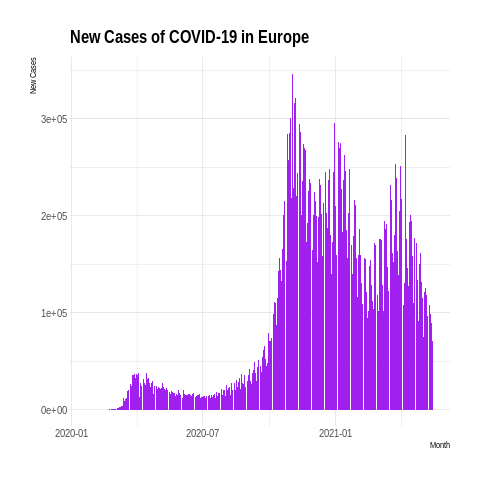 New Cases of COVID-19 in Europe
New Cases
3e+05
2e+05
1e+05
0e+00
2020-01 2020-07 2021-01
Month